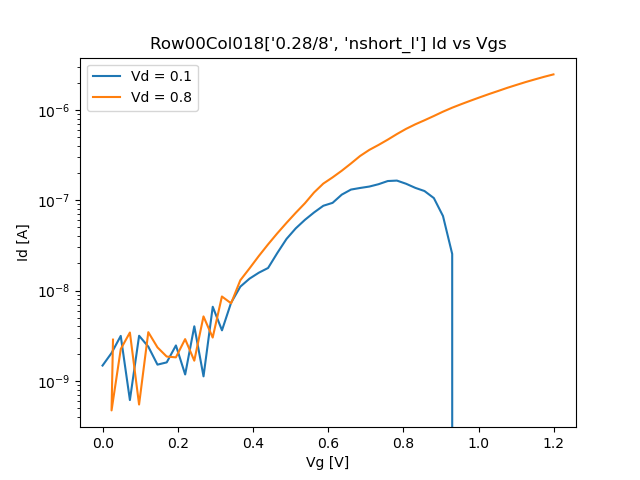 Row00Col018['0.28/8', 'nshort_l'] Id vs Vgs
Vd = 0.1
Vd = 0.8
10⁻⁶
10⁻⁷
10⁻⁸
10⁻⁹
Id [A]
0.0 0.2 0.4 0.6 0.8 1.0 1.2
Vg [V]